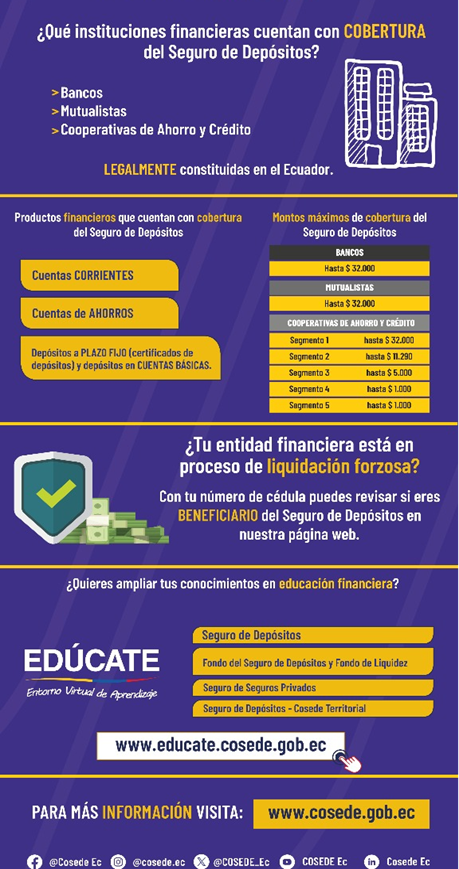 ¿Qué instituciones financieras cuentan con COBERTURA
del Seguro de Depósitos?
> Bancos
> Mutualistas
> Cooperativas de Ahorro y Crédito
LEGALMENTE constituidas en el Ecuador.
Productos financieros que cuentan con cobertura
del Seguro de Depósitos
Cuentas CORRIENTES
Cuentas de AHORROS
Depósitos a PLAZO FIJO (certificados de
depósitos) y depósitos en CUENTAS BÁSICAS.
Montos máximos de cobertura del
Seguro de Depósitos
BANCOS
Hasta $ 32.000
MUTUALISTAS
Hasta $ 32.000
COOPERATIVAS DE AHORRO Y CRÉDITO
Segmento 1 hasta $ 32.000
Segmento 2 hasta $ 11.290
Segmento 3 hasta $ 5.000
Segmento 4 hasta $ 1.000
Segmento 5 hasta $ 1.000
¿Tu entidad financiera está en
proceso de liquidación forzosa?
Con tu número de cédula puedes revisar si eres
BENEFICIARIO del Seguro de Depósitos en
nuestra página web.
¿Quieres ampliar tus conocimientos en educación financiera?
EDÚCATE
Entorno Virtual de Aprendizaje
Seguro de Depósitos
Fondo del Seguro de Depósitos y Fondo de Liquidez
Seguro de Seguros Privados
Seguro de Depósitos - Cosede Territorial
www.educate.cosede.gob.ec
PARA MÁS INFORMACIÓN VISITA: www.cosede.gob.ec
@Cosede Ec @cosede.ec @COSEDE_Ec COSEDE Ec Cosede Ec